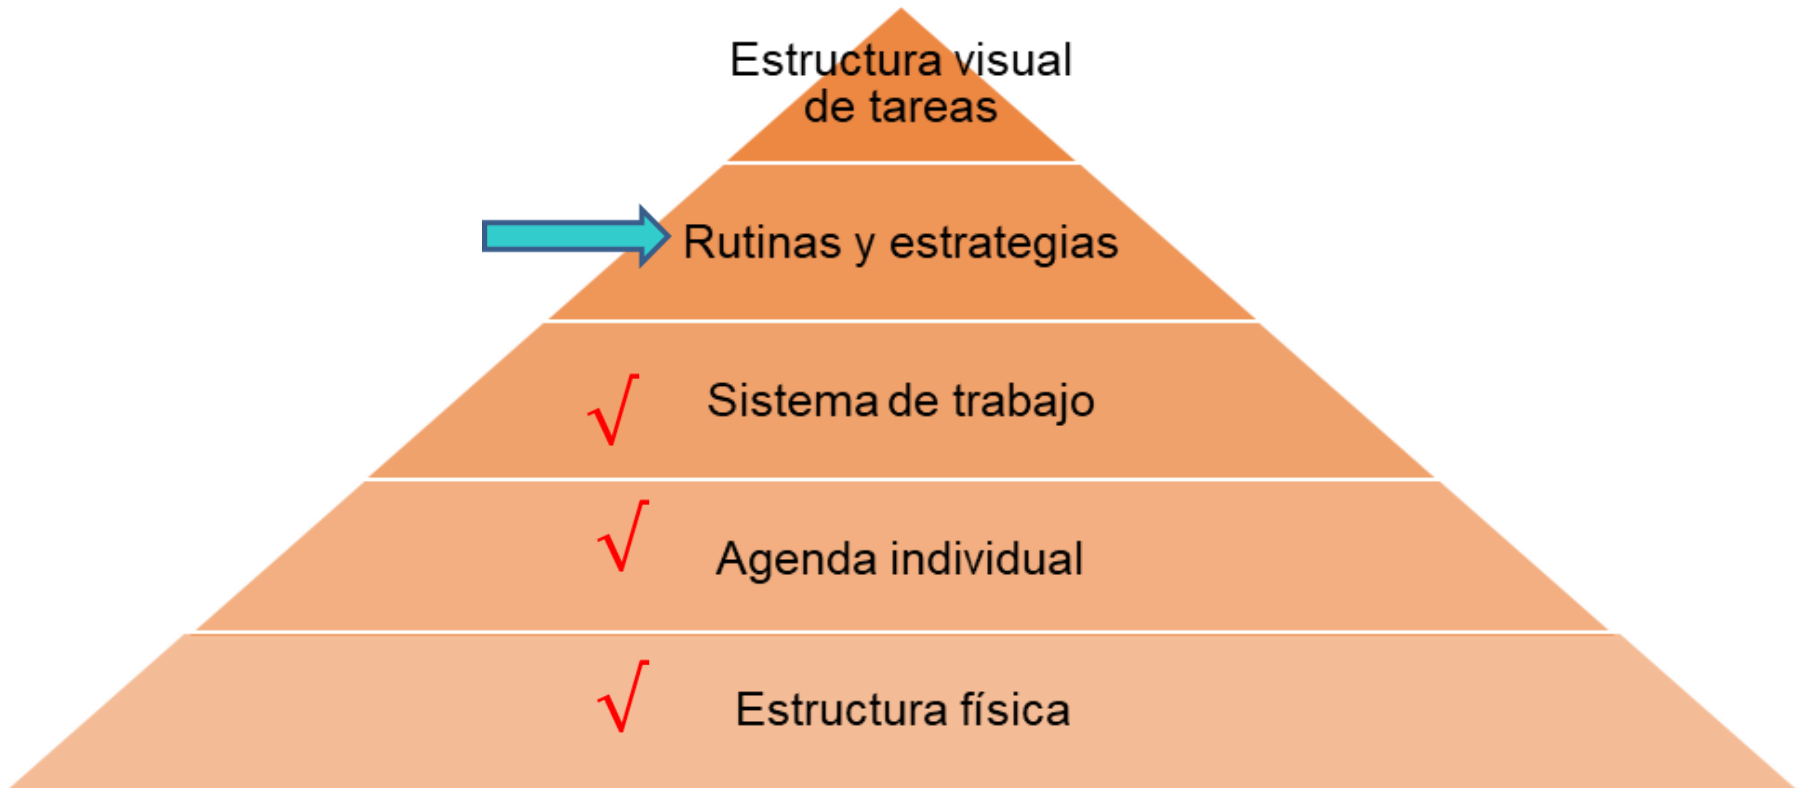 Estructura visual
de tareas
Rutinas y estrategias
√ Sistema de trabajo
√ Agenda individual
√ Estructura física